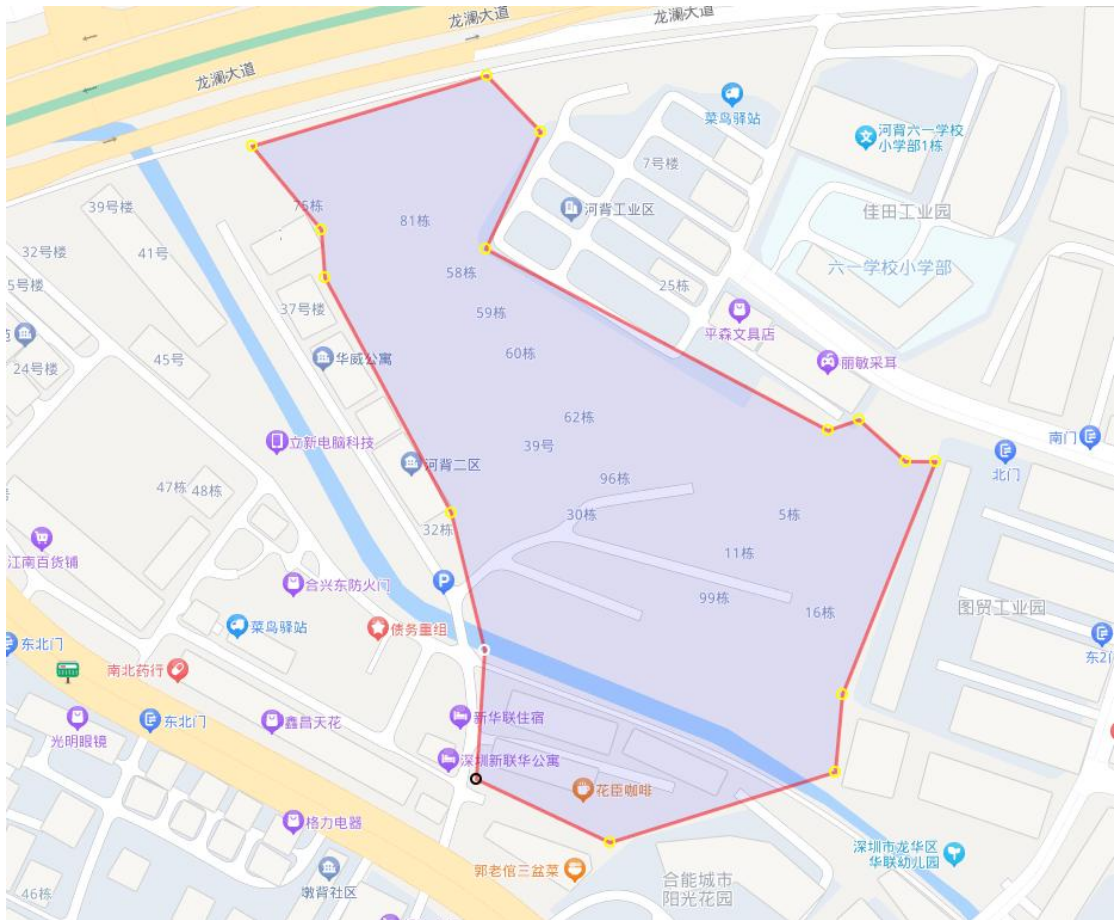 龙澜大道
龙澜大道
龙澜大道
菜鸟驿站
河背六一学校
小学部1栋
7号楼
75栋
39号楼
81栋
河背工业区
佳田工业园
32号楼
41号
58栋
六一学校小学部
5号楼
25栋
37号楼
59栋
平森文具店
45号
华威公寓
60栋
丽敏采耳
24号楼
62栋
立新电脑科技
39号
南门
河背二区
北门
47栋
48栋
96栋
32栋
30栋
5栋
江南百货铺
11栋
合兴东防火门
P
99栋
图贸工业园
16栋
菜鸟驿站
债务重组
东北门
东2门
南北药行
新华联住宿
光明眼镜
东北门
鑫昌天花
深圳新联华公寓
花臣咖啡
格力电器
深圳市龙华区
华联幼儿园
郭老倌三盆菜
墩背社区
合能城市
阳光花园
46栋